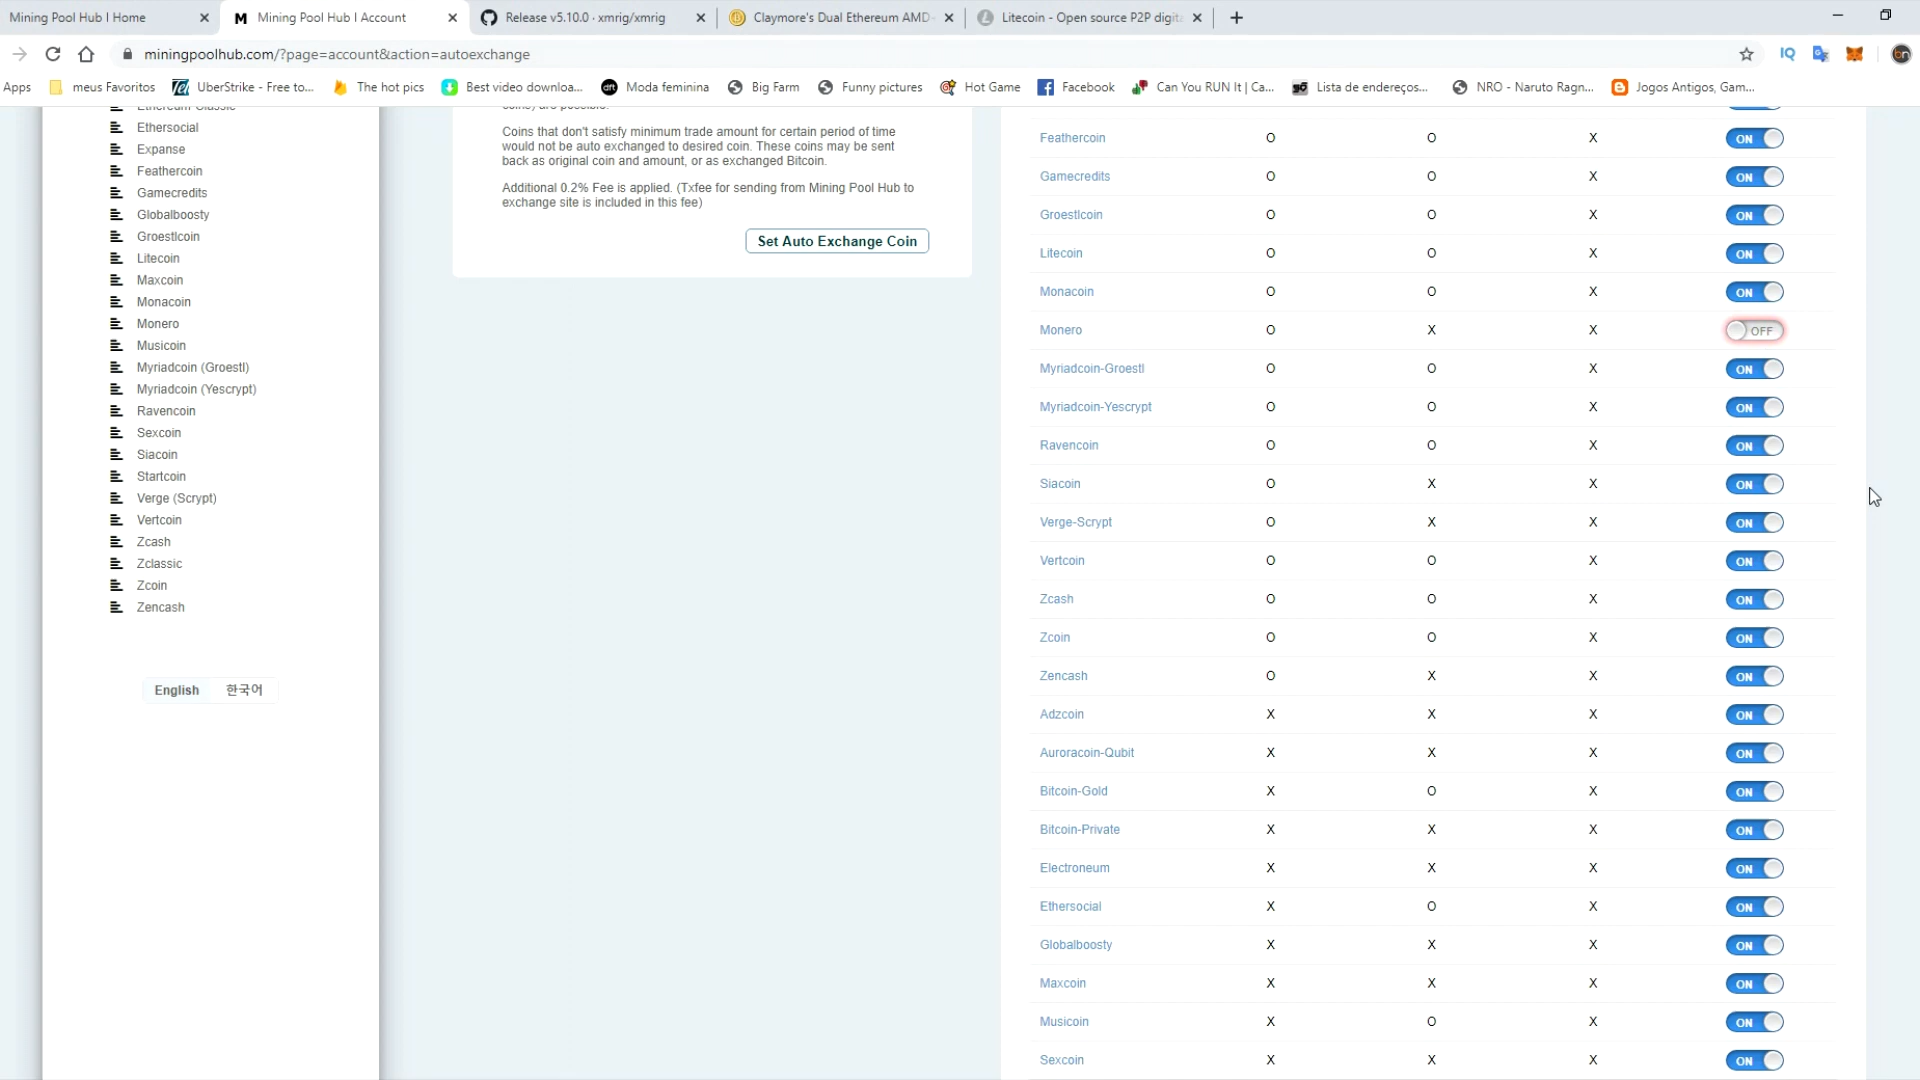 Mining Pool Hub I Home
M Mining Pool Hub I Account
Release v5.10.0 · xmrig/xmrig
Claymore's Dual Ethereum AMD
Litecoin - Open source P2P digit
miningpoolhub.com/?page=account&action=autoexchange
IQ
Apps
meus Favoritos
UberStrike - Free to...
The hot pics
Best video downloa...
Moda feminina
Big Farm
Funny pictures
Hot Game
Facebook
Can You RUN It | Ca...
Lista de endereços...
NRO - Naruto Ragn...
Jogos Antigos, Gam...
Ethereum Classic
Ethersocial
Expanse
Feathercoin
Gamecredits
Globalboosty
Groestlcoin
Litecoin
Maxcoin
Monacoin
Monero
Musicoin
Myriadcoin (Groestl)
Myriadcoin (Yescrypt)
Ravencoin
Sexcoin
Siacoin
Startcoin
Verge (Scrypt)
Vertcoin
Zcash
Zclassic
Zcoin
Zencash
English 한국어
coins) are possible.
Coins that don't satisfy minimum trade amount for certain period of time
would not be auto exchanged to desired coin. These coins may be sent
back as original coin and amount, or as exchanged Bitcoin.
Additional 0.2% Fee is applied. (Txfee for sending from Mining Pool Hub to
exchange site is included in this fee)
Set Auto Exchange Coin
Feathercoin O O X ON
Gamecredits O O X ON
Groestlcoin O O X ON
Litecoin O O X ON
Monacoin O O X ON
Monero O X X OFF
Myriadcoin-Groestl O O X ON
Myriadcoin-Yescrypt O O X ON
Ravencoin O O X ON
Siacoin O X X ON
Verge-Scrypt O X X ON
Vertcoin O O X ON
Zcash O O X ON
Zcoin O O X ON
Zencash O X X ON
Adzcoin X X X ON
Auroracoin-Qubit X X X ON
Bitcoin-Gold X O X ON
Bitcoin-Private X X X ON
Electroneum X X X ON
Ethersocial X O X ON
Globalboosty X X X ON
Maxcoin X X X ON
Musicoin X O X ON
Sexcoin X X X ON